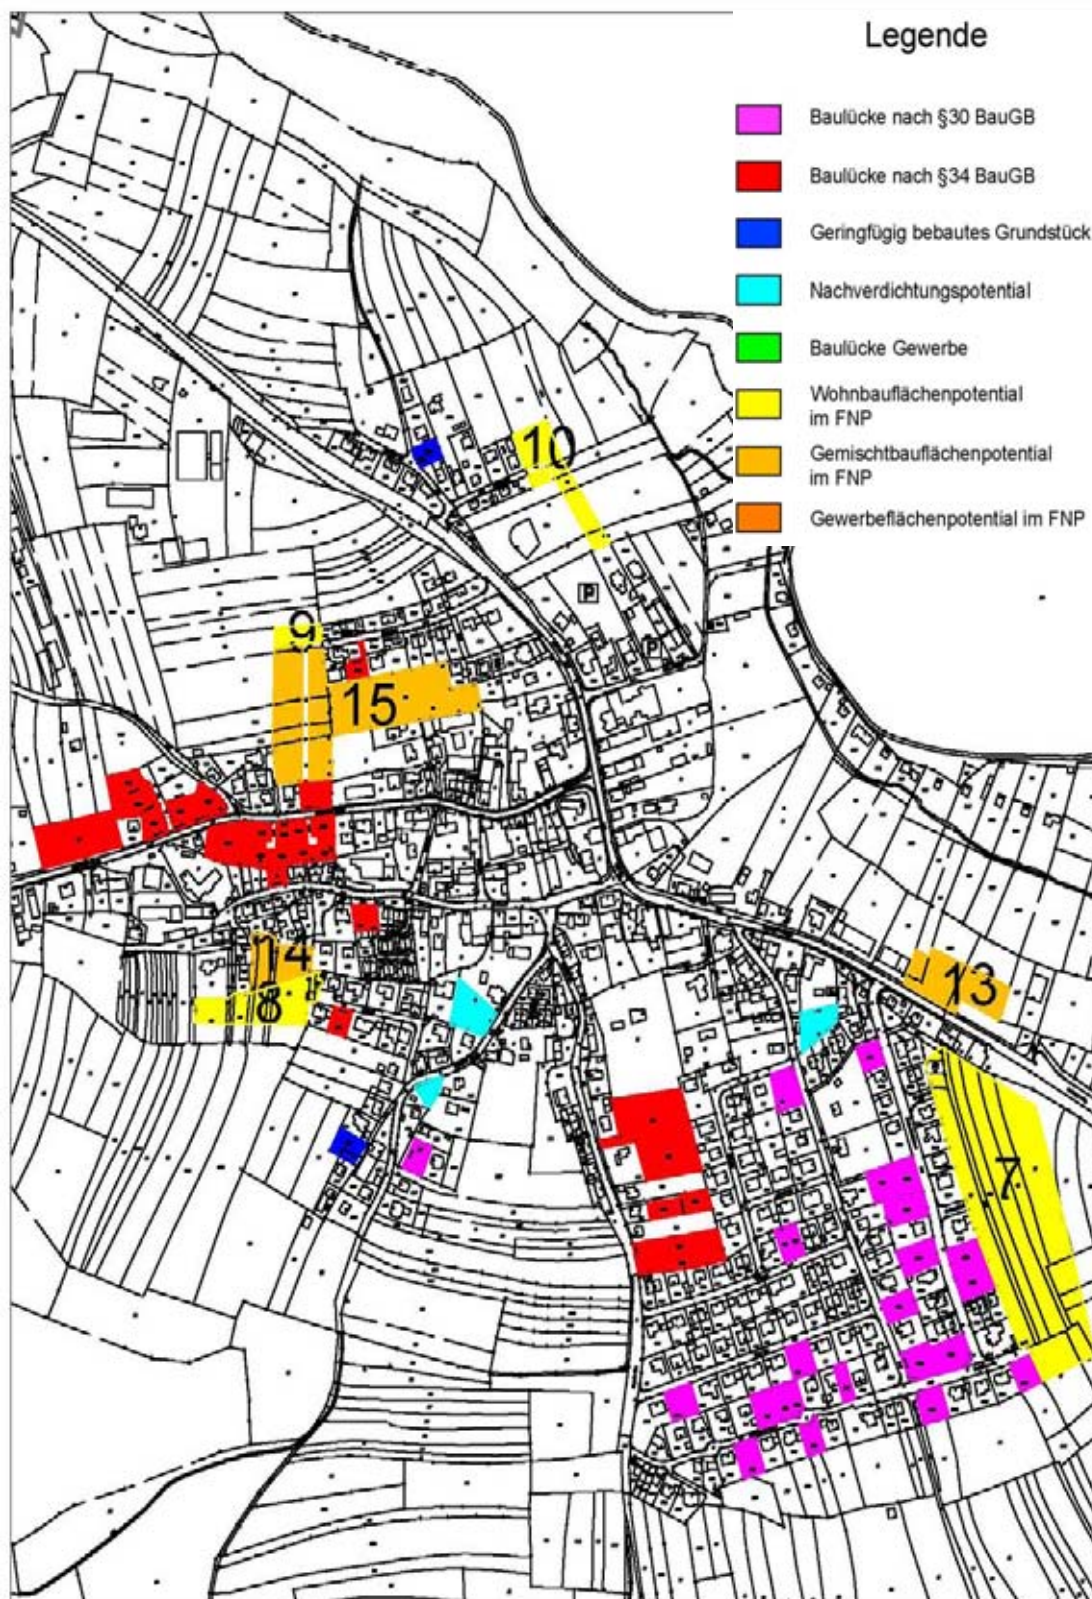 Legende
Baulücke nach §30 BauGB
Baulücke nach §34 BauGB
Geringfügig bebautes Grundstück
Nachverdichtungspotential
Baulücke Gewerbe
Wohnbauflächenpotential
im FNP
Gemischtbauflächenpotential
im FNP
Gewerbeflächenpotential im FNP
10
P
9
P
15
14
13
8
7